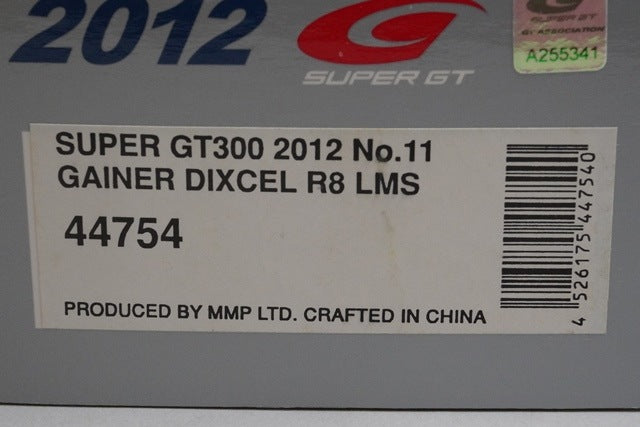 2012
SUPER GT
SUPER GT
GT ASSOCIATION
A255341
SUPER GT300 2012 No.11
GAINER DIXCEL R8 LMS
44754
PRODUCED BY MMP LTD. CRAFTED IN CHINA
4 526175 447540